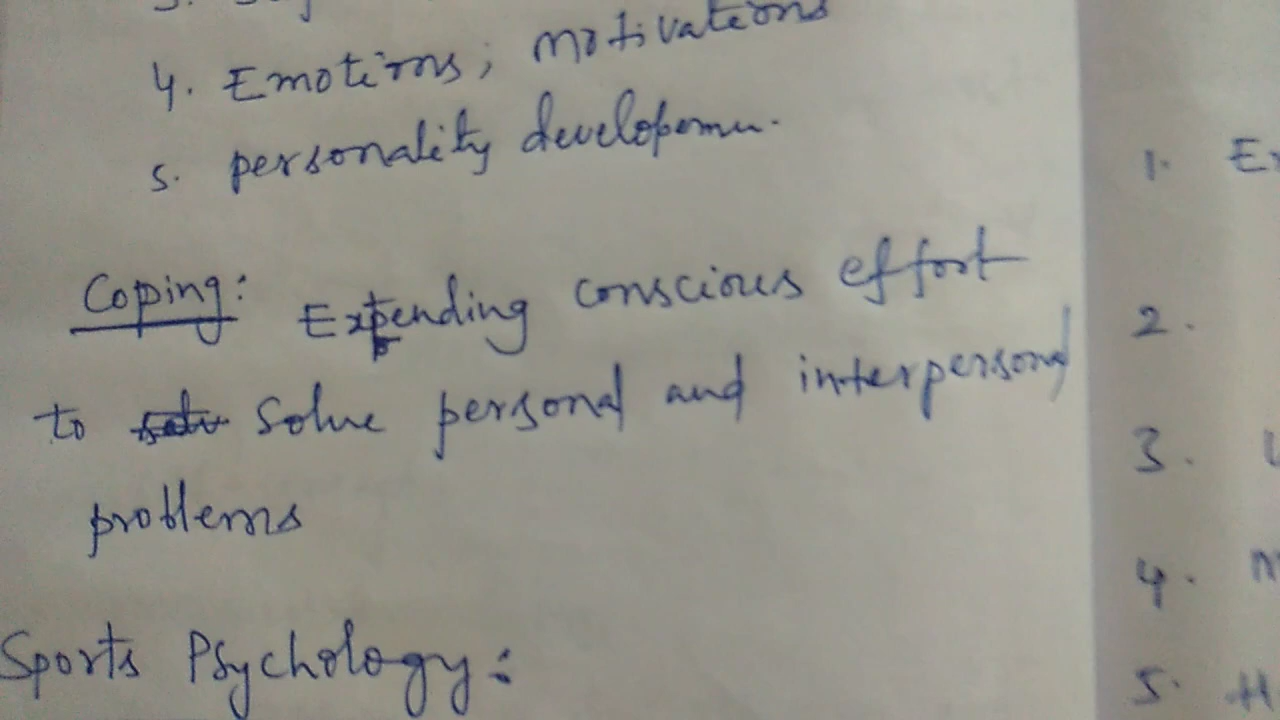 4. Emotions; motivations
5. personality developemn.
Coping: Expending conscious effort
to solve personal and interpersonal
problems
Sports Psychology:
1.
2.
3.
4.
5.